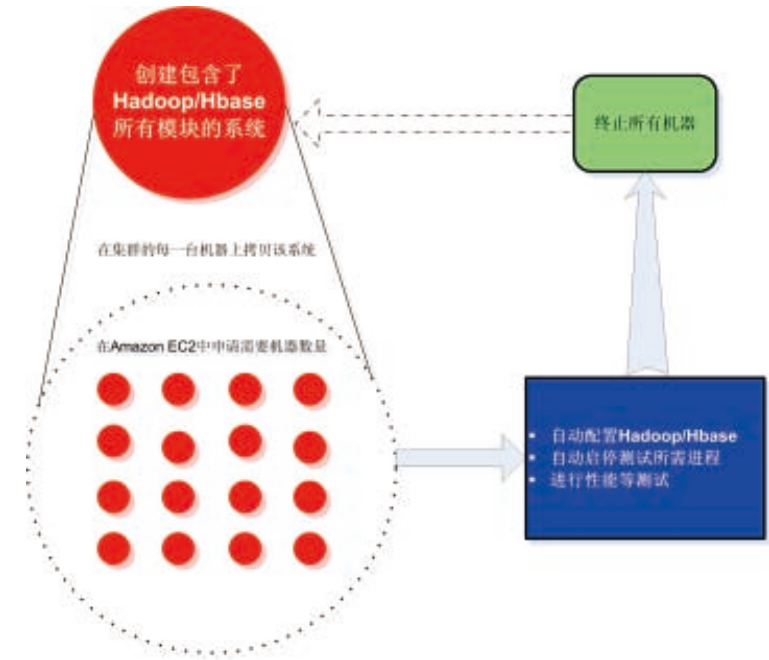 创建包含了
Hadoop/Hbase
所有模块的系统
终止所有机器
在集群的每一台机器上拷贝该系统
在Amazon EC2中申请需要机器数量
• 自动配置Hadoop/Hbase
• 自动启停测试所需进程
• 进行性能等测试